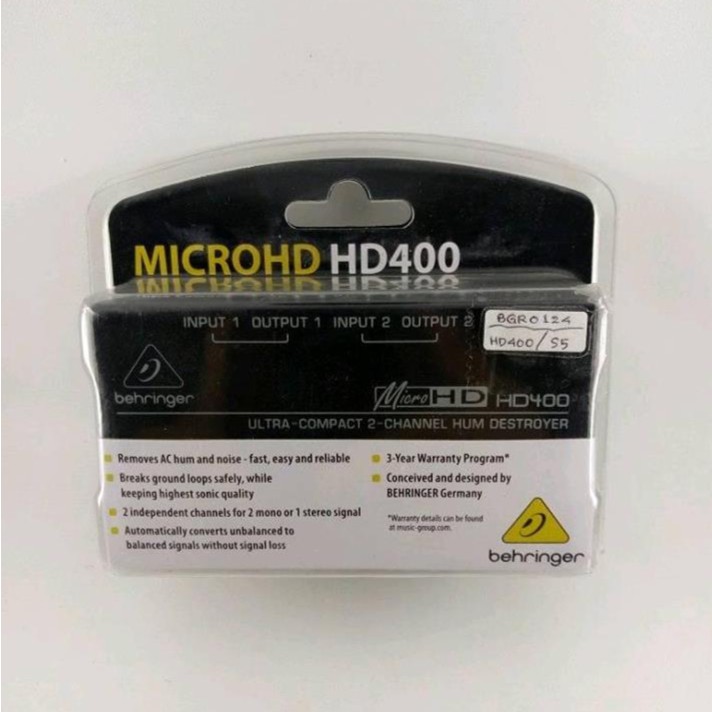 MICROHD HD400
INPUT 1 OUTPUT 1 INPUT 2 OUTPUT 2
BGR0124
HD400/S5
behringer
MicroHD HD400
ULTRA-COMPACT 2-CHANNEL HUM DESTROYER
Removes AC hum and noise - fast, easy and reliable
Breaks ground loops safely, while
keeping highest sonic quality
2 independent channels for 2 mono or 1 stereo signal
Automatically converts unbalanced to
balanced signals without signal loss
3-Year Warranty Program*
Conceived and designed by
BEHRINGER Germany
*Warranty details can be found
at music-group.com.
behringer